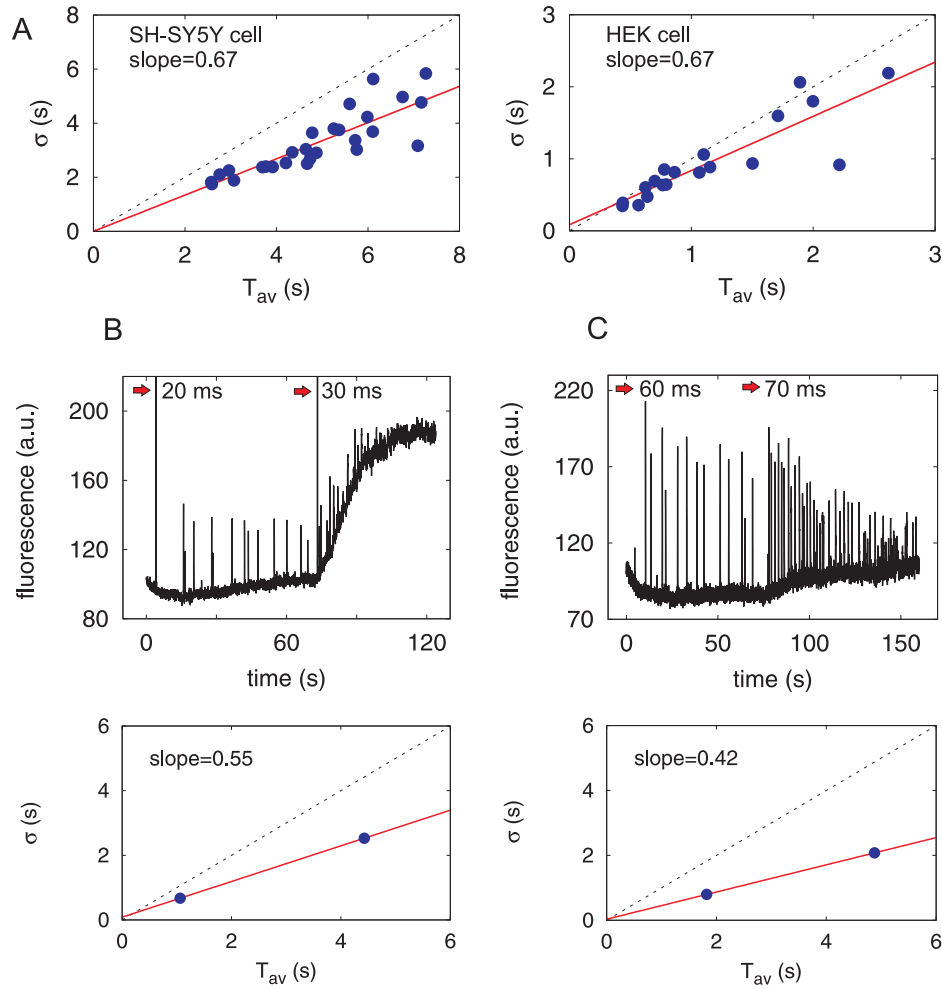 A
SH-SY5Y cell
slope=0.67
8
6
4
2
0
σ (s)
0 2 4 6 8
T_av (s)
HEK cell
slope=0.67
3
2
1
0
σ (s)
0 1 2 3
T_av (s)
B
20 ms 30 ms
200
160
120
80
fluorescence (a.u.)
0 60 120
time (s)
C
60 ms 70 ms
220
170
120
70
fluorescence (a.u.)
0 50 100 150
time (s)
slope=0.55
6
4
2
0
σ (s)
0 2 4 6
T_av (s)
slope=0.42
6
4
2
0
σ (s)
0 2 4 6
T_av (s)